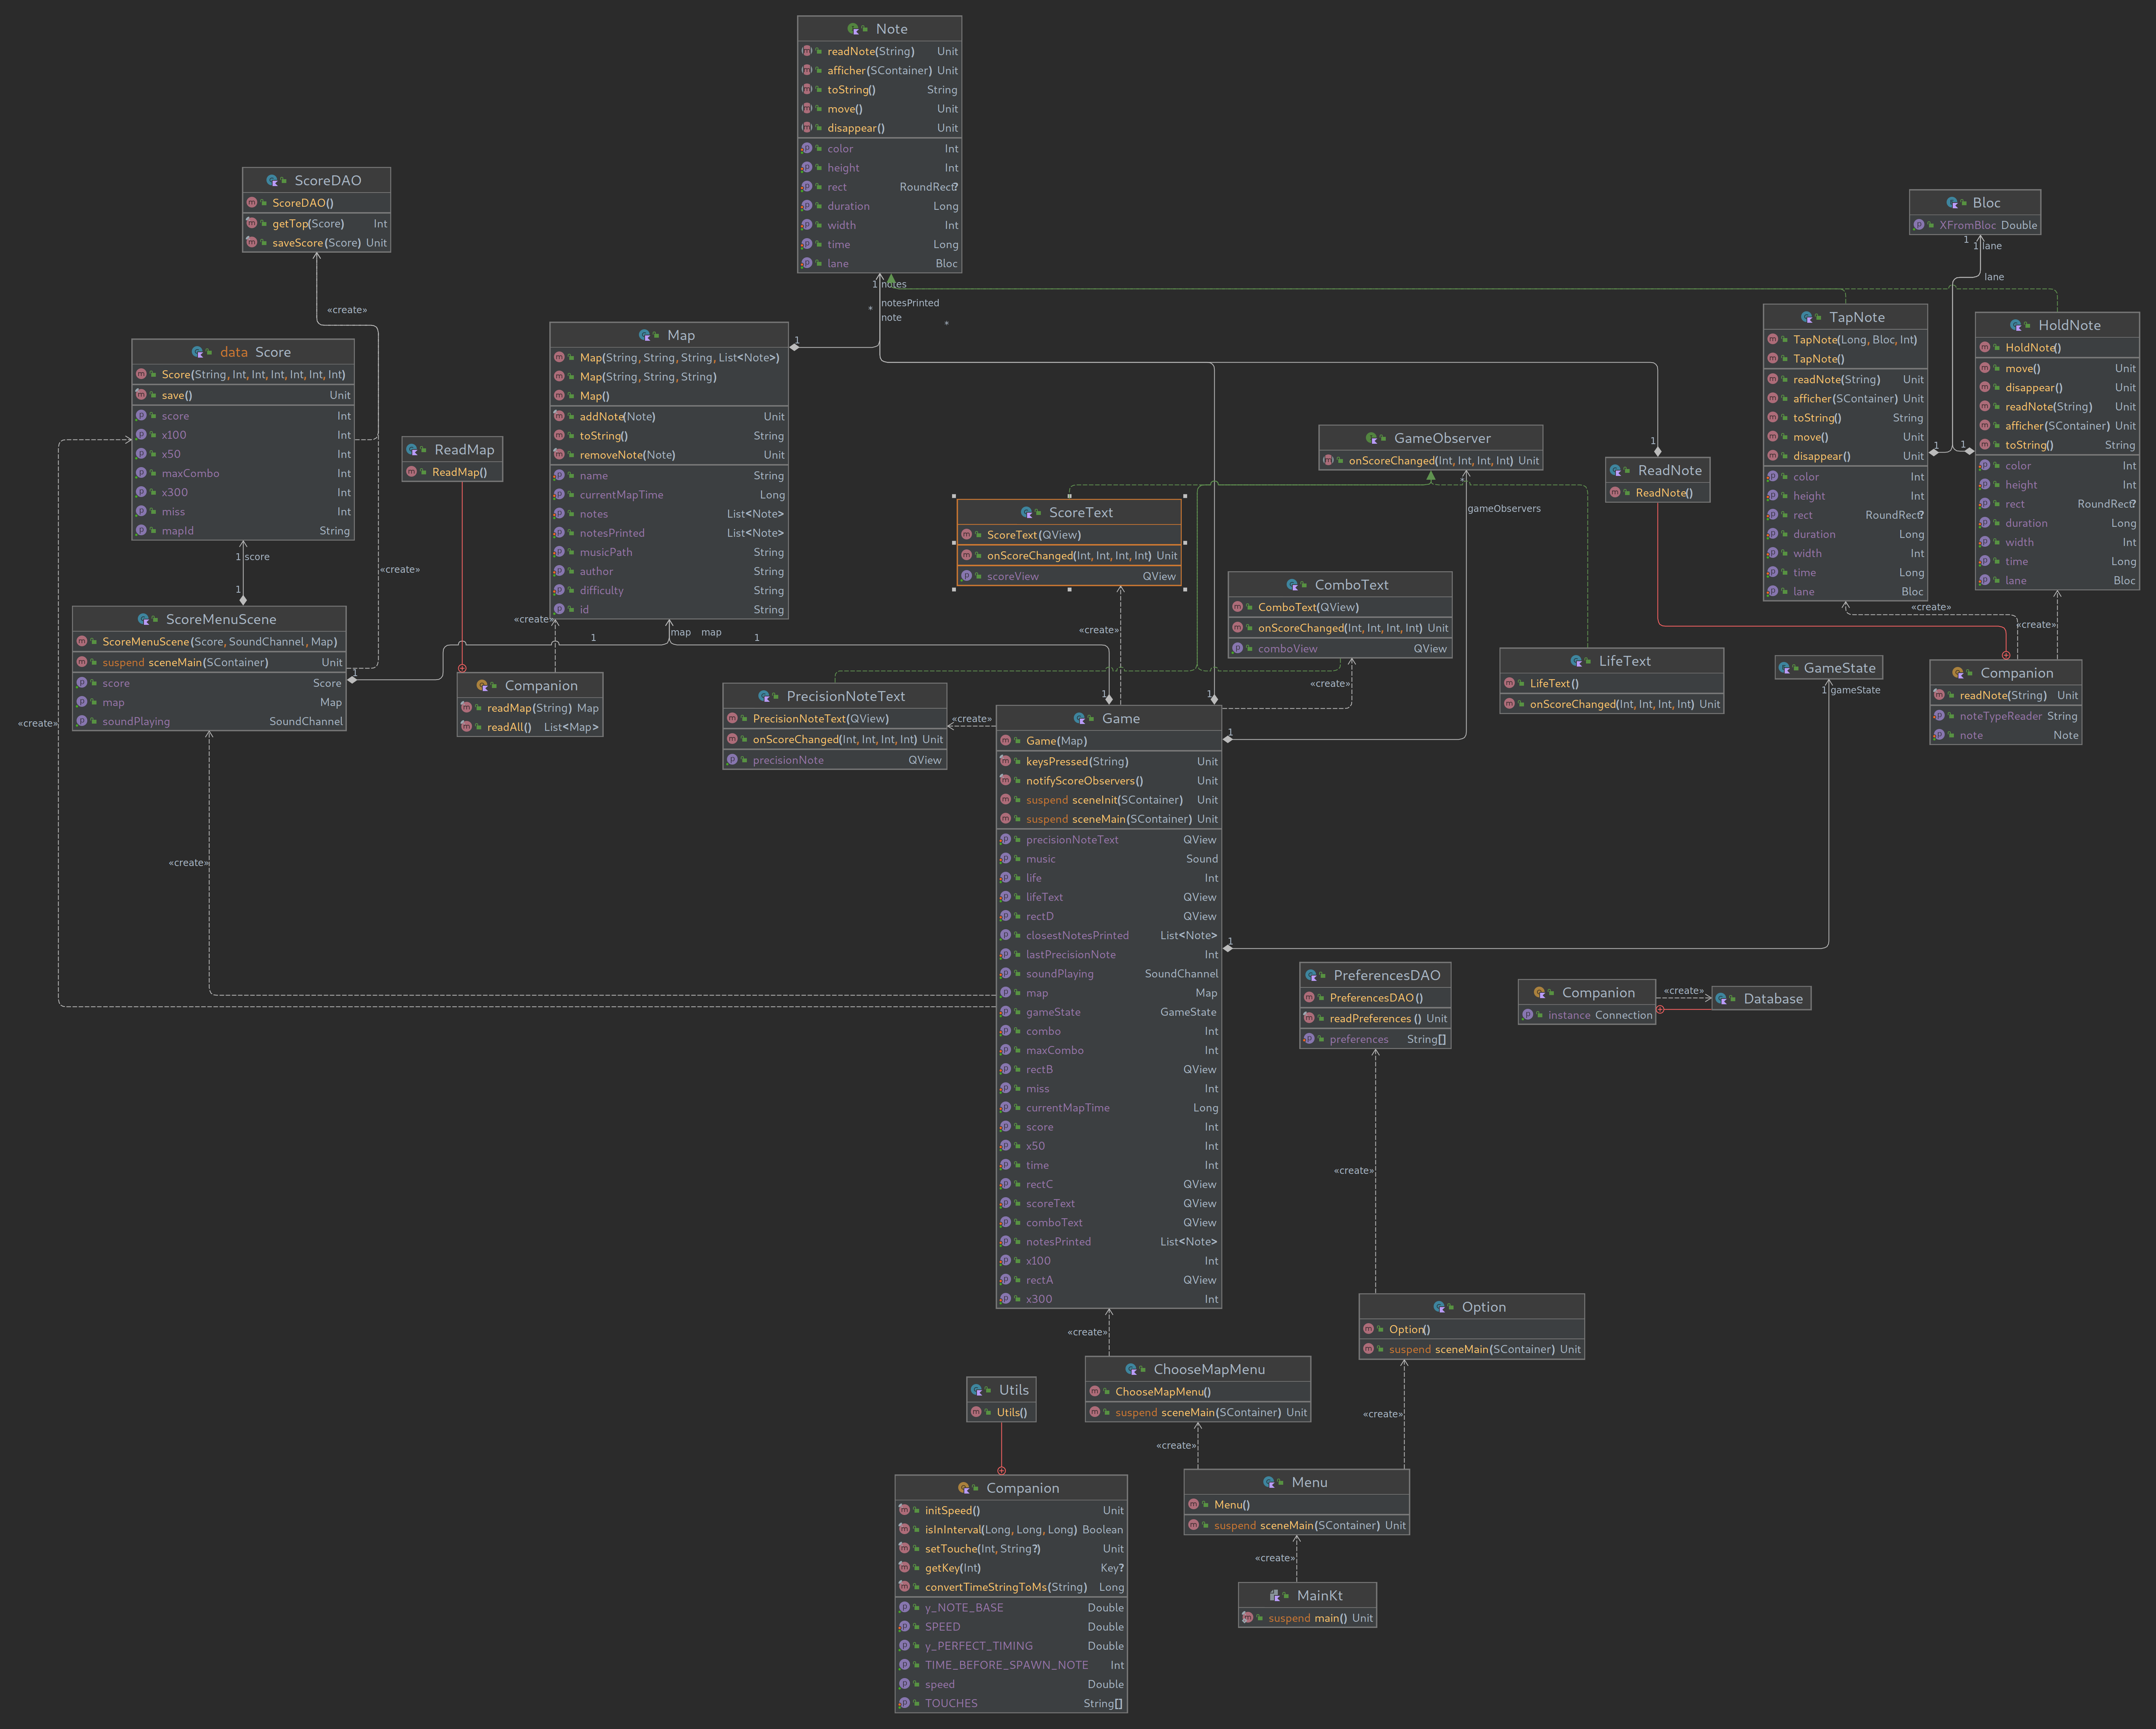 Note
readNote(String) Unit
afficher(SContainer) Unit
toString() String
move() Unit
disappear() Unit
color Int
height Int
rect RoundRect?
duration Long
width Int
time Long
lane Bloc
ScoreDAO
ScoreDAO()
getTop(Score) Int
saveScore(Score) Unit
Bloc
XFromBloc Double
1
1 lane
lane
1 notes
notesPrinted
*
note
*
«create»
data Score
Score(String, Int, Int, Int, Int, Int, Int)
save() Unit
score Int
x100 Int
x50 Int
maxCombo Int
x300 Int
miss Int
mapId String
Map
Map(String, String, String, List<Note>)
Map(String, String, String)
Map()
addNote(Note) Unit
toString() String
removeNote(Note) Unit
name String
currentMapTime Long
notes List<Note>
notesPrinted List<Note>
musicPath String
author String
difficulty String
id String
1
TapNote
TapNote(Long, Bloc, Int)
TapNote()
readNote(String) Unit
afficher(SContainer) Unit
toString() String
move() Unit
disappear() Unit
color Int
height Int
rect RoundRect?
duration Long
width Int
time Long
lane Bloc
1
1
HoldNote
HoldNote()
move() Unit
disappear() Unit
readNote(String) Unit
afficher(SContainer) Unit
toString() String
color Int
height Int
rect RoundRect?
duration Long
width Int
time Long
lane Bloc
ReadMap
ReadMap()
GameObserver
onScoreChanged(Int, Int, Int, Int) Unit
*
gameObservers
1
ReadNote
ReadNote()
ScoreText
ScoreText(QView)
onScoreChanged(Int, Int, Int, Int) Unit
scoreView QView
1 score
1
«create»
ComboText
ComboText(QView)
onScoreChanged(Int, Int, Int, Int) Unit
comboView QView
ScoreMenuScene
ScoreMenuScene(Score, SoundChannel, Map)
suspend sceneMain(SContainer) Unit
score Score
map Map
soundPlaying SoundChannel
1
«create»
1
map
map
1
«create»
«create»
«create»
LifeText
LifeText()
onScoreChanged(Int, Int, Int, Int) Unit
GameState
1 gameState
Companion
readNote(String) Unit
noteTypeReader String
note Note
Companion
readMap(String) Map
readAll() List<Map>
PrecisionNoteText
PrecisionNoteText(QView)
onScoreChanged(Int, Int, Int, Int) Unit
precisionNote QView
«create»
«create»
1
1
«create»
«create»
Game
Game(Map)
keysPressed(String) Unit
notifyScoreObservers() Unit
suspend sceneInit(SContainer) Unit
suspend sceneMain(SContainer) Unit
precisionNoteText QView
music Sound
life Int
lifeText QView
rectD QView
closestNotesPrinted List<Note>
lastPrecisionNote Int
soundPlaying SoundChannel
map Map
gameState GameState
combo Int
maxCombo Int
rectB QView
miss Int
currentMapTime Long
score Int
x50 Int
time Int
rectC QView
scoreText QView
comboText QView
notesPrinted List<Note>
x100 Int
rectA QView
x300 Int
1
1
PreferencesDAO
PreferencesDAO()
readPreferences() Unit
preferences String[]
Companion
instance Connection
«create»
Database
«create»
«create»
Option
Option()
suspend sceneMain(SContainer) Unit
ChooseMapMenu
ChooseMapMenu()
suspend sceneMain(SContainer) Unit
Utils
Utils()
«create»
«create»
Menu
Menu()
suspend sceneMain(SContainer) Unit
Companion
initSpeed() Unit
isInInterval(Long, Long, Long) Boolean
setTouche(Int, String?) Unit
getKey(Int) Key?
convertTimeStringToMs(String) Long
y_NOTE_BASE Double
SPEED Double
y_PERFECT_TIMING Double
TIME_BEFORE_SPAWN_NOTE Int
speed Double
TOUCHES String[]
«create»
MainKt
suspend main() Unit